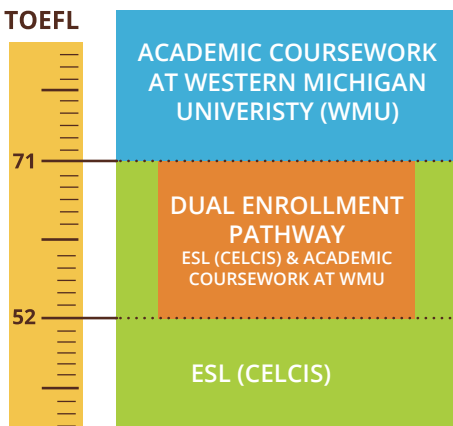 TOEFL
ACADEMIC COURSEWORK
AT WESTERN MICHIGAN
UNIVERISTY (WMU)
71
DUAL ENROLLMENT
PATHWAY
ESL (CELCIS) & ACADEMIC
COURSEWORK AT WMU
52
ESL (CELCIS)